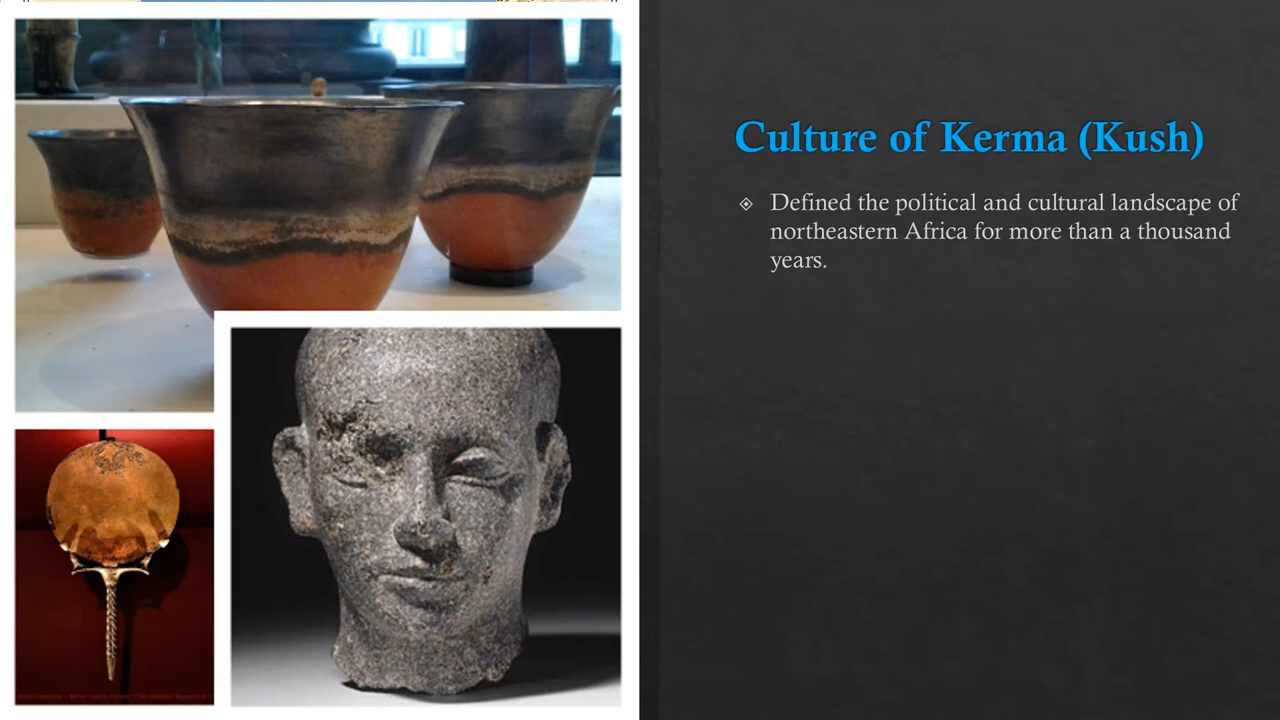 Culture of Kerma (Kush)
Defined the political and cultural landscape of
northeastern Africa for more than a thousand
years.